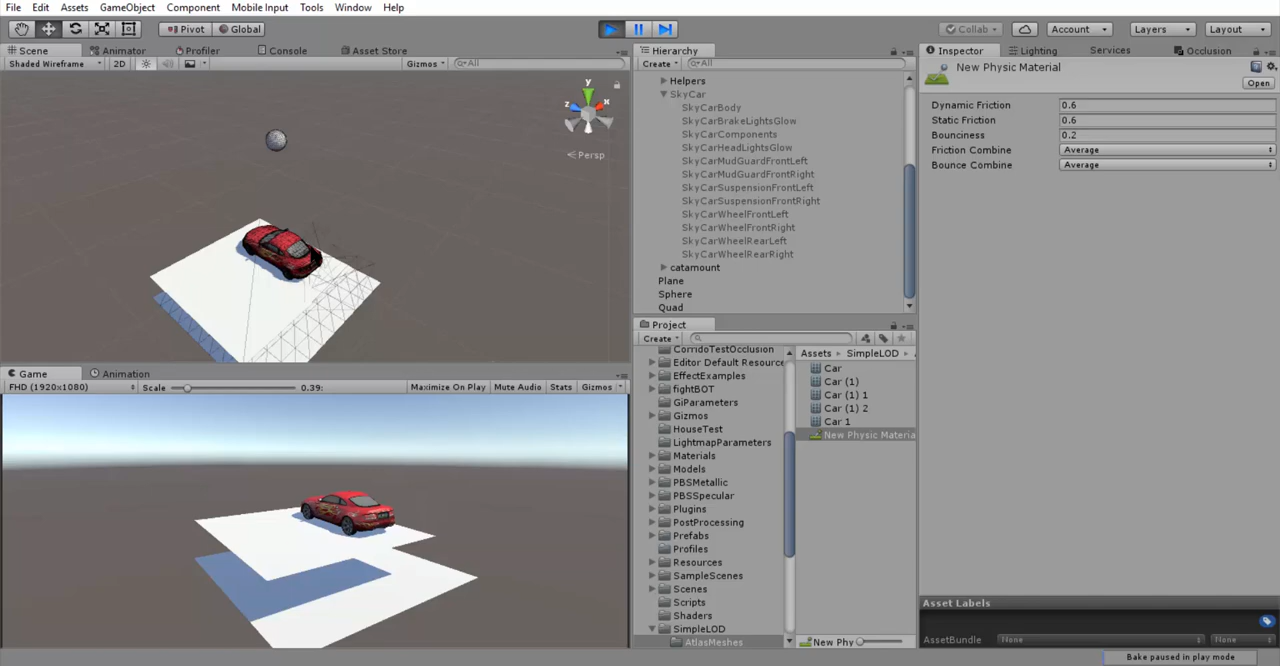 File Edit Assets GameObject Component Mobile Input Tools Window Help
Pivot Global Collab Account Layers Layout
Scene Animator Profiler Console Asset Store
Shaded Wireframe 2D Gizmos All
y
z x
Persp
Game Animation
FHD (1920x1080) Scale 0.39: Maximize On Play Mute Audio Stats Gizmos
Hierarchy
Create All
Helpers
SkyCar
SkyCarBody
SkyCarBrakeLightsGlow
SkyCarComponents
SkyCarHeadLightsGlow
SkyCarMudGuardFrontLeft
SkyCarMudGuardFrontRight
SkyCarSuspensionFrontLeft
SkyCarSuspensionFrontRight
SkyCarWheelFrontLeft
SkyCarWheelFrontRight
SkyCarWheelRearLeft
SkyCarWheelRearRight
catamount
Plane
Sphere
Quad
Project
Create
CorridoTestOcclusion
Editor Default Resource
EffectExamples
fightBOT
GiParameters
Gizmos
HouseTest
LightmapParameters
Materials
Models
PBSMetallic
PBSSpecular
Plugins
PostProcessing
Prefabs
Profiles
Resources
SampleScenes
Scenes
Scripts
Shaders
SimpleLOD
AtlasMeshes
Assets SimpleLOD
Car
Car (1)
Car (1) 1
Car (1) 2
Car 1
New Physic Materia
New Phy
Inspector Lighting Services Occlusion
New Physic Material
Open
Dynamic Friction 0.6
Static Friction 0.6
Bounciness 0.2
Friction Combine Average
Bounce Combine Average
Asset Labels
AssetBundle None None
Bake paused in play mode